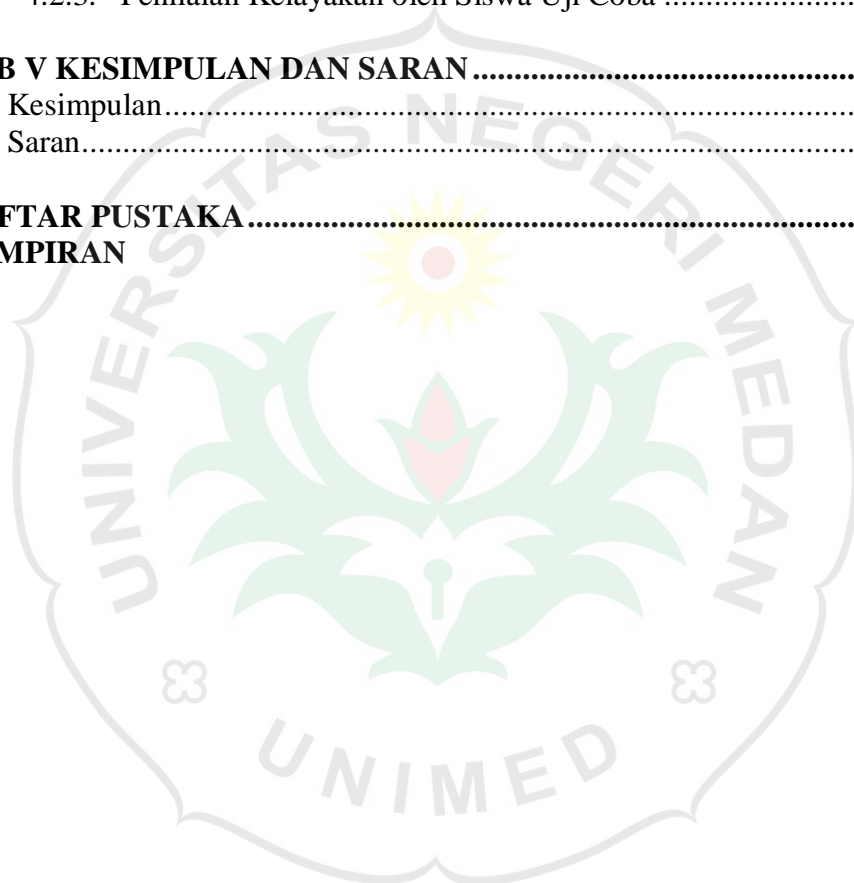 4.2.3. Penilaian Kelayakan oleh Siswa Uji Coba ........................
B V KESIMPULAN DAN SARAN ..................................................
Kesimpulan ....................................................................................
Saran ..............................................................................................
FTAR PUSTAKA ...............................................................................
MPIRAN
UNIVERSITAS NEGERI MEDAN
UNIMED